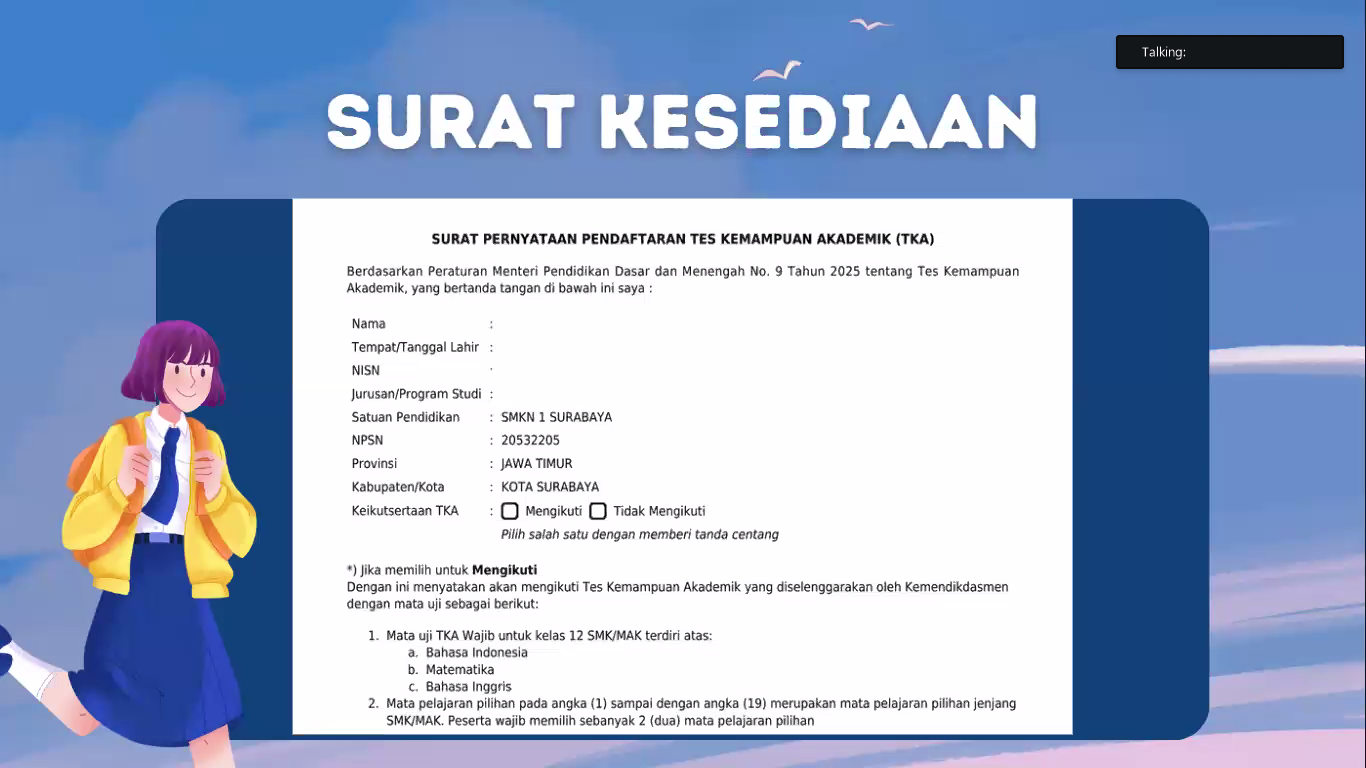 Talking:
SURAT KESEDIAAN
SURAT PERNYATAAN PENDAFTARAN TES KEMAMPUAN AKADEMIK (TKA)
Berdasarkan Peraturan Menteri Pendidikan Dasar dan Menengah No. 9 Tahun 2025 tentang Tes Kemampuan
Akademik, yang bertanda tangan di bawah ini saya :
Nama :
Tempat/Tanggal Lahir :
NISN :
Jurusan/Program Studi :
Satuan Pendidikan : SMKN 1 SURABAYA
NPSN : 20532205
Provinsi : JAWA TIMUR
Kabupaten/Kota : KOTA SURABAYA
Keikutsertaan TKA : Mengikuti Tidak Mengikuti
Pilih salah satu dengan memberi tanda centang
*) Jika memilih untuk Mengikuti
Dengan ini menyatakan akan mengikuti Tes Kemampuan Akademik yang diselenggarakan oleh Kemendikdasmen
dengan mata uji sebagai berikut:
1. Mata uji TKA Wajib untuk kelas 12 SMK/MAK terdiri atas:
a. Bahasa Indonesia
b. Matematika
c. Bahasa Inggris
2. Mata pelajaran pilihan pada angka (1) sampai dengan angka (19) merupakan mata pelajaran pilihan jenjang
SMK/MAK. Peserta wajib memilih sebanyak 2 (dua) mata pelajaran pilihan